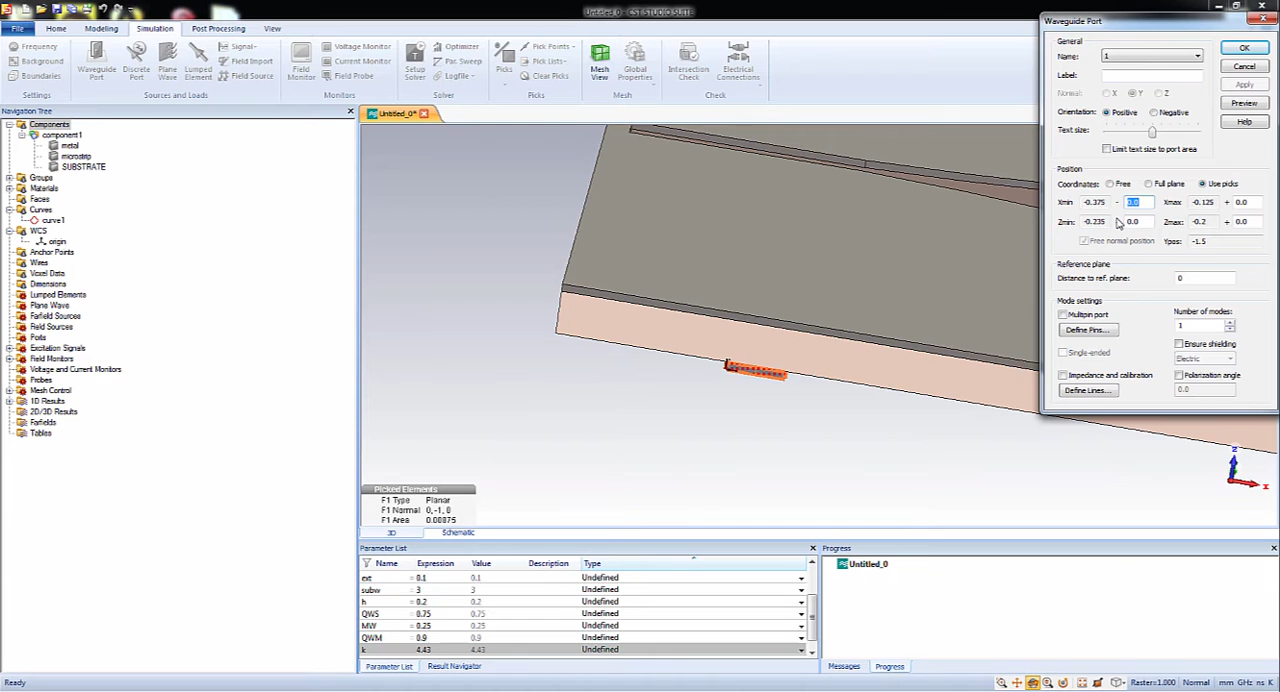 Untitled_0 - CST STUDIO SUITE
File Home Modeling Simulation Post Processing View
Frequency
Background
Boundaries
Settings
Waveguide Port
Discrete Port
Plane Wave
Lumped Element
Signal
Field Import
Field Source
Sources and Loads
Field Monitor
Voltage Monitor
Current Monitor
Field Probe
Monitors
Setup Solver
Optimizer
Par. Sweep
Logfile
Solver
Picks
Pick Points
Pick Lists
Clear Picks
Picks
Mesh View
Global Properties
Mesh
Intersection Check
Electrical Connections
Check
Navigation Tree
Components
component1
metal
microstrip
SUBSTRATE
Groups
Materials
Faces
Curves
curve1
WCS
origin
Anchor Points
Wires
Voxel Data
Dimensions
Lumped Elements
Plane Wave
Farfield Sources
Field Sources
Ports
Excitation Signals
Field Monitors
Voltage and Current Monitors
Probes
Mesh Control
1D Results
2D/3D Results
Farfields
Tables
Untitled_0*
Picked Elements
F1 Type Planar
F1 Normal 0,-1,0
F1 Area 0.00875
3D Schematic
z
x
Waveguide Port
General
Name: 1
Label:
Normal: X Y Z
Orientation: Positive Negative
Text size:
Limit text size to port area
OK
Cancel
Apply
Preview
Help
Position
Coordinates: Free Full plane Use picks
Xmin -0.375 - 0.0 Xmax -0.125 + 0.0
Zmin: -0.235 - 0.0 Zmax: -0.2 + 0.0
Free normal position Ypos: -1.5
Reference plane
Distance to ref. plane: 0
Mode settings
Multipin port
Define Pins...
Single-ended
Impedance and calibration
Define Lines...
Number of modes:
1
Ensure shielding
Electric
Polarization angle
0.0
Parameter List
Name Expression Value Description Type
ext = 0.1 0.1 Undefined
subw = 3 3 Undefined
h = 0.2 0.2 Undefined
QWS = 0.75 0.75 Undefined
MW = 0.25 0.25 Undefined
QWM = 0.9 0.9 Undefined
k = 4.43 4.43 Undefined
Parameter List Result Navigator
Progress
Untitled_0
Messages Progress
Ready
Raster=1.000 Normal mm GHz ns K